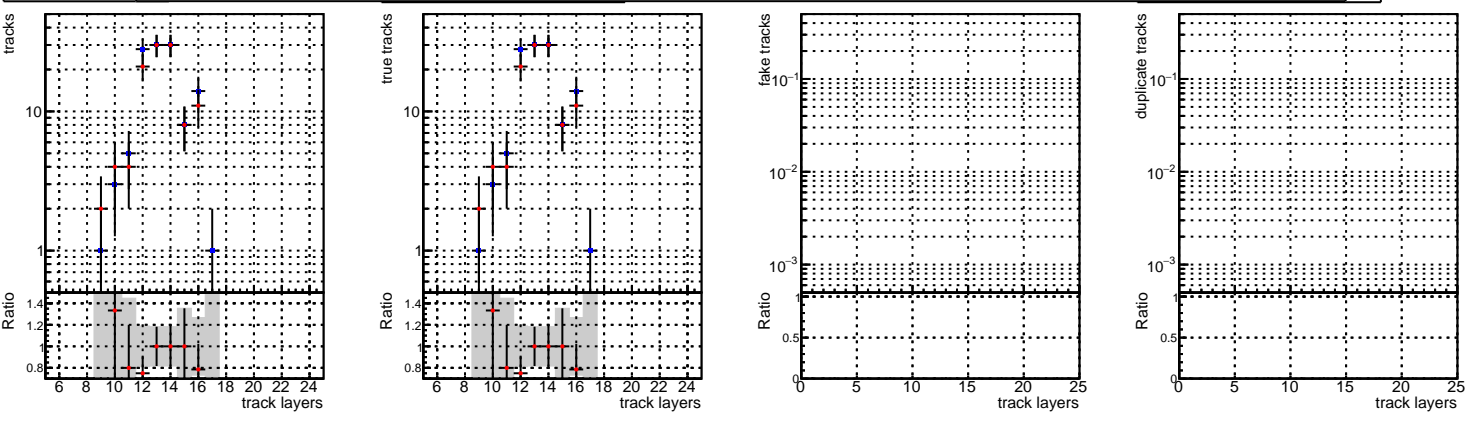 tracks
10
1
Ratio
1.4
1.2
1
0.8
6 8 10 12 14 16 18 20 22 24
track layers
true tracks
10
1
Ratio
1.4
1.2
1
0.8
6 8 10 12 14 16 18 20 22 24
track layers
fake tracks
10⁻¹
10⁻²
10⁻³
Ratio
1
0.5
0
0 5 10 15 20 25
track layers
duplicate tracks
10⁻¹
10⁻²
10⁻³
Ratio
1
0.5
0
0 5 10 15 20 25
track layers